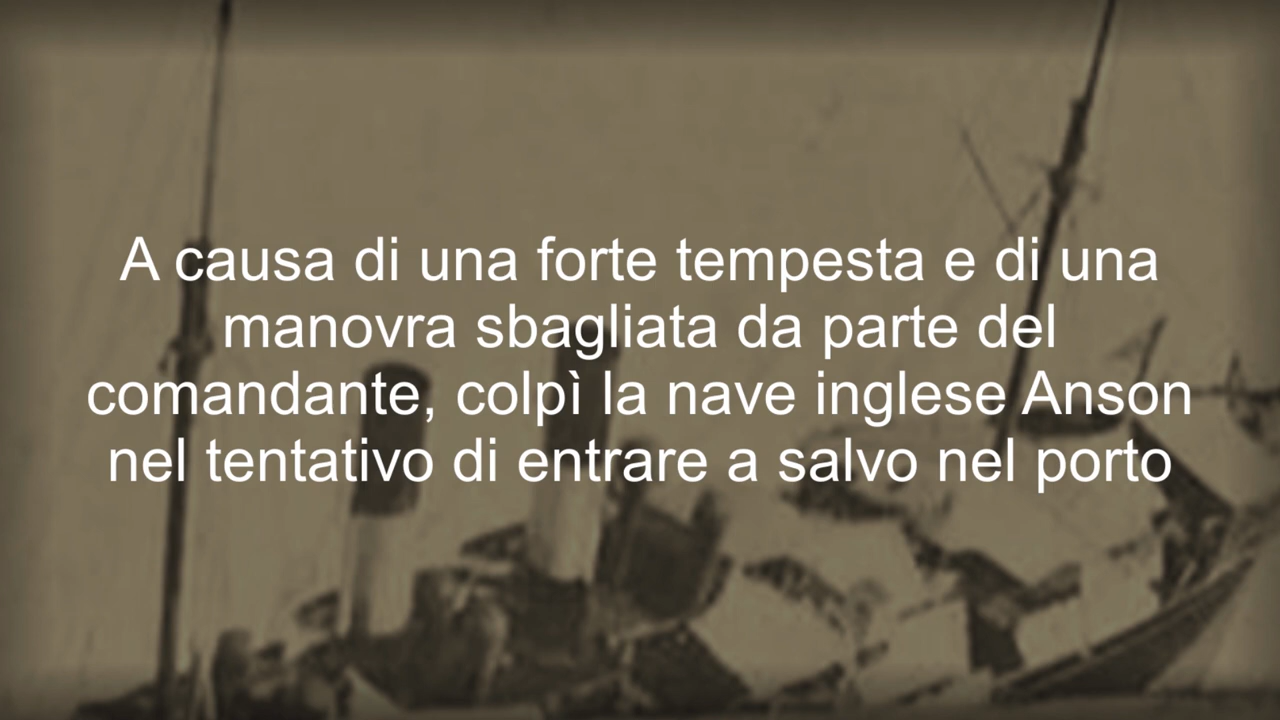 A causa di una forte tempesta e di una
manovra sbagliata da parte del
comandante, colpì la nave inglese Anson
nel tentativo di entrare a salvo nel porto